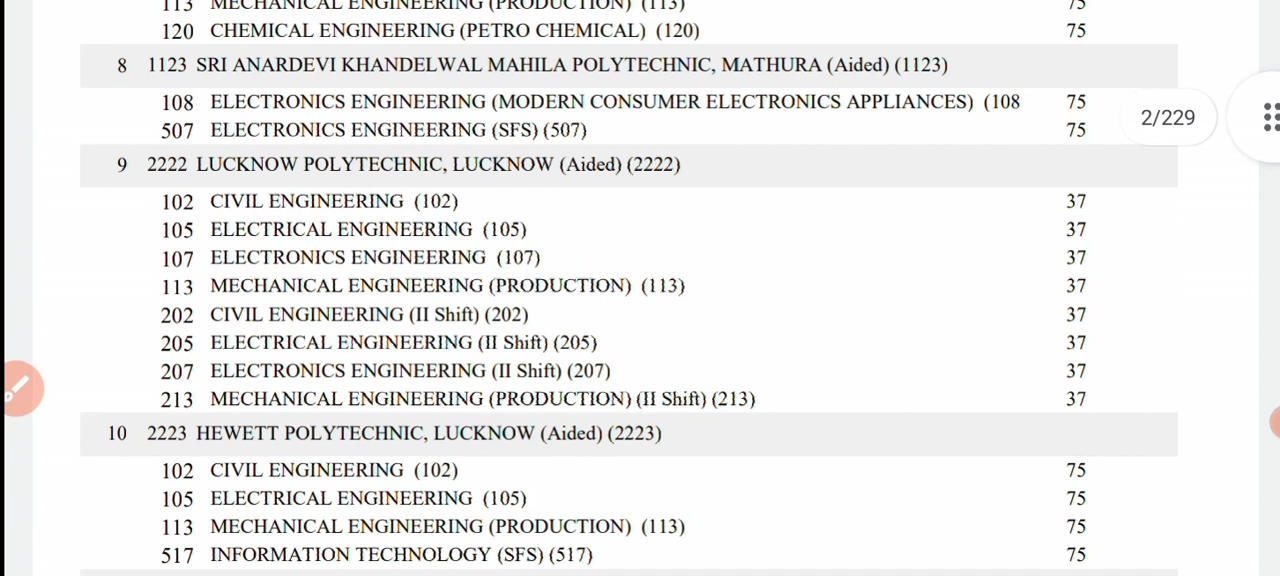 113 MECHANICAL ENGINEERING (PRODUCTION) (113) 75
120 CHEMICAL ENGINEERING (PETRO CHEMICAL) (120) 75
8 1123 SRI ANARDEVI KHANDELWAL MAHILA POLYTECHNIC, MATHURA (Aided) (1123)
108 ELECTRONICS ENGINEERING (MODERN CONSUMER ELECTRONICS APPLIANCES) (108 75
2/229
507 ELECTRONICS ENGINEERING (SFS) (507) 75
9 2222 LUCKNOW POLYTECHNIC, LUCKNOW (Aided) (2222)
102 CIVIL ENGINEERING (102) 37
105 ELECTRICAL ENGINEERING (105) 37
107 ELECTRONICS ENGINEERING (107) 37
113 MECHANICAL ENGINEERING (PRODUCTION) (113) 37
202 CIVIL ENGINEERING (II Shift) (202) 37
205 ELECTRICAL ENGINEERING (II Shift) (205) 37
207 ELECTRONICS ENGINEERING (II Shift) (207) 37
213 MECHANICAL ENGINEERING (PRODUCTION) (II Shift) (213) 37
10 2223 HEWETT POLYTECHNIC, LUCKNOW (Aided) (2223)
102 CIVIL ENGINEERING (102) 75
105 ELECTRICAL ENGINEERING (105) 75
113 MECHANICAL ENGINEERING (PRODUCTION) (113) 75
517 INFORMATION TECHNOLOGY (SFS) (517) 75